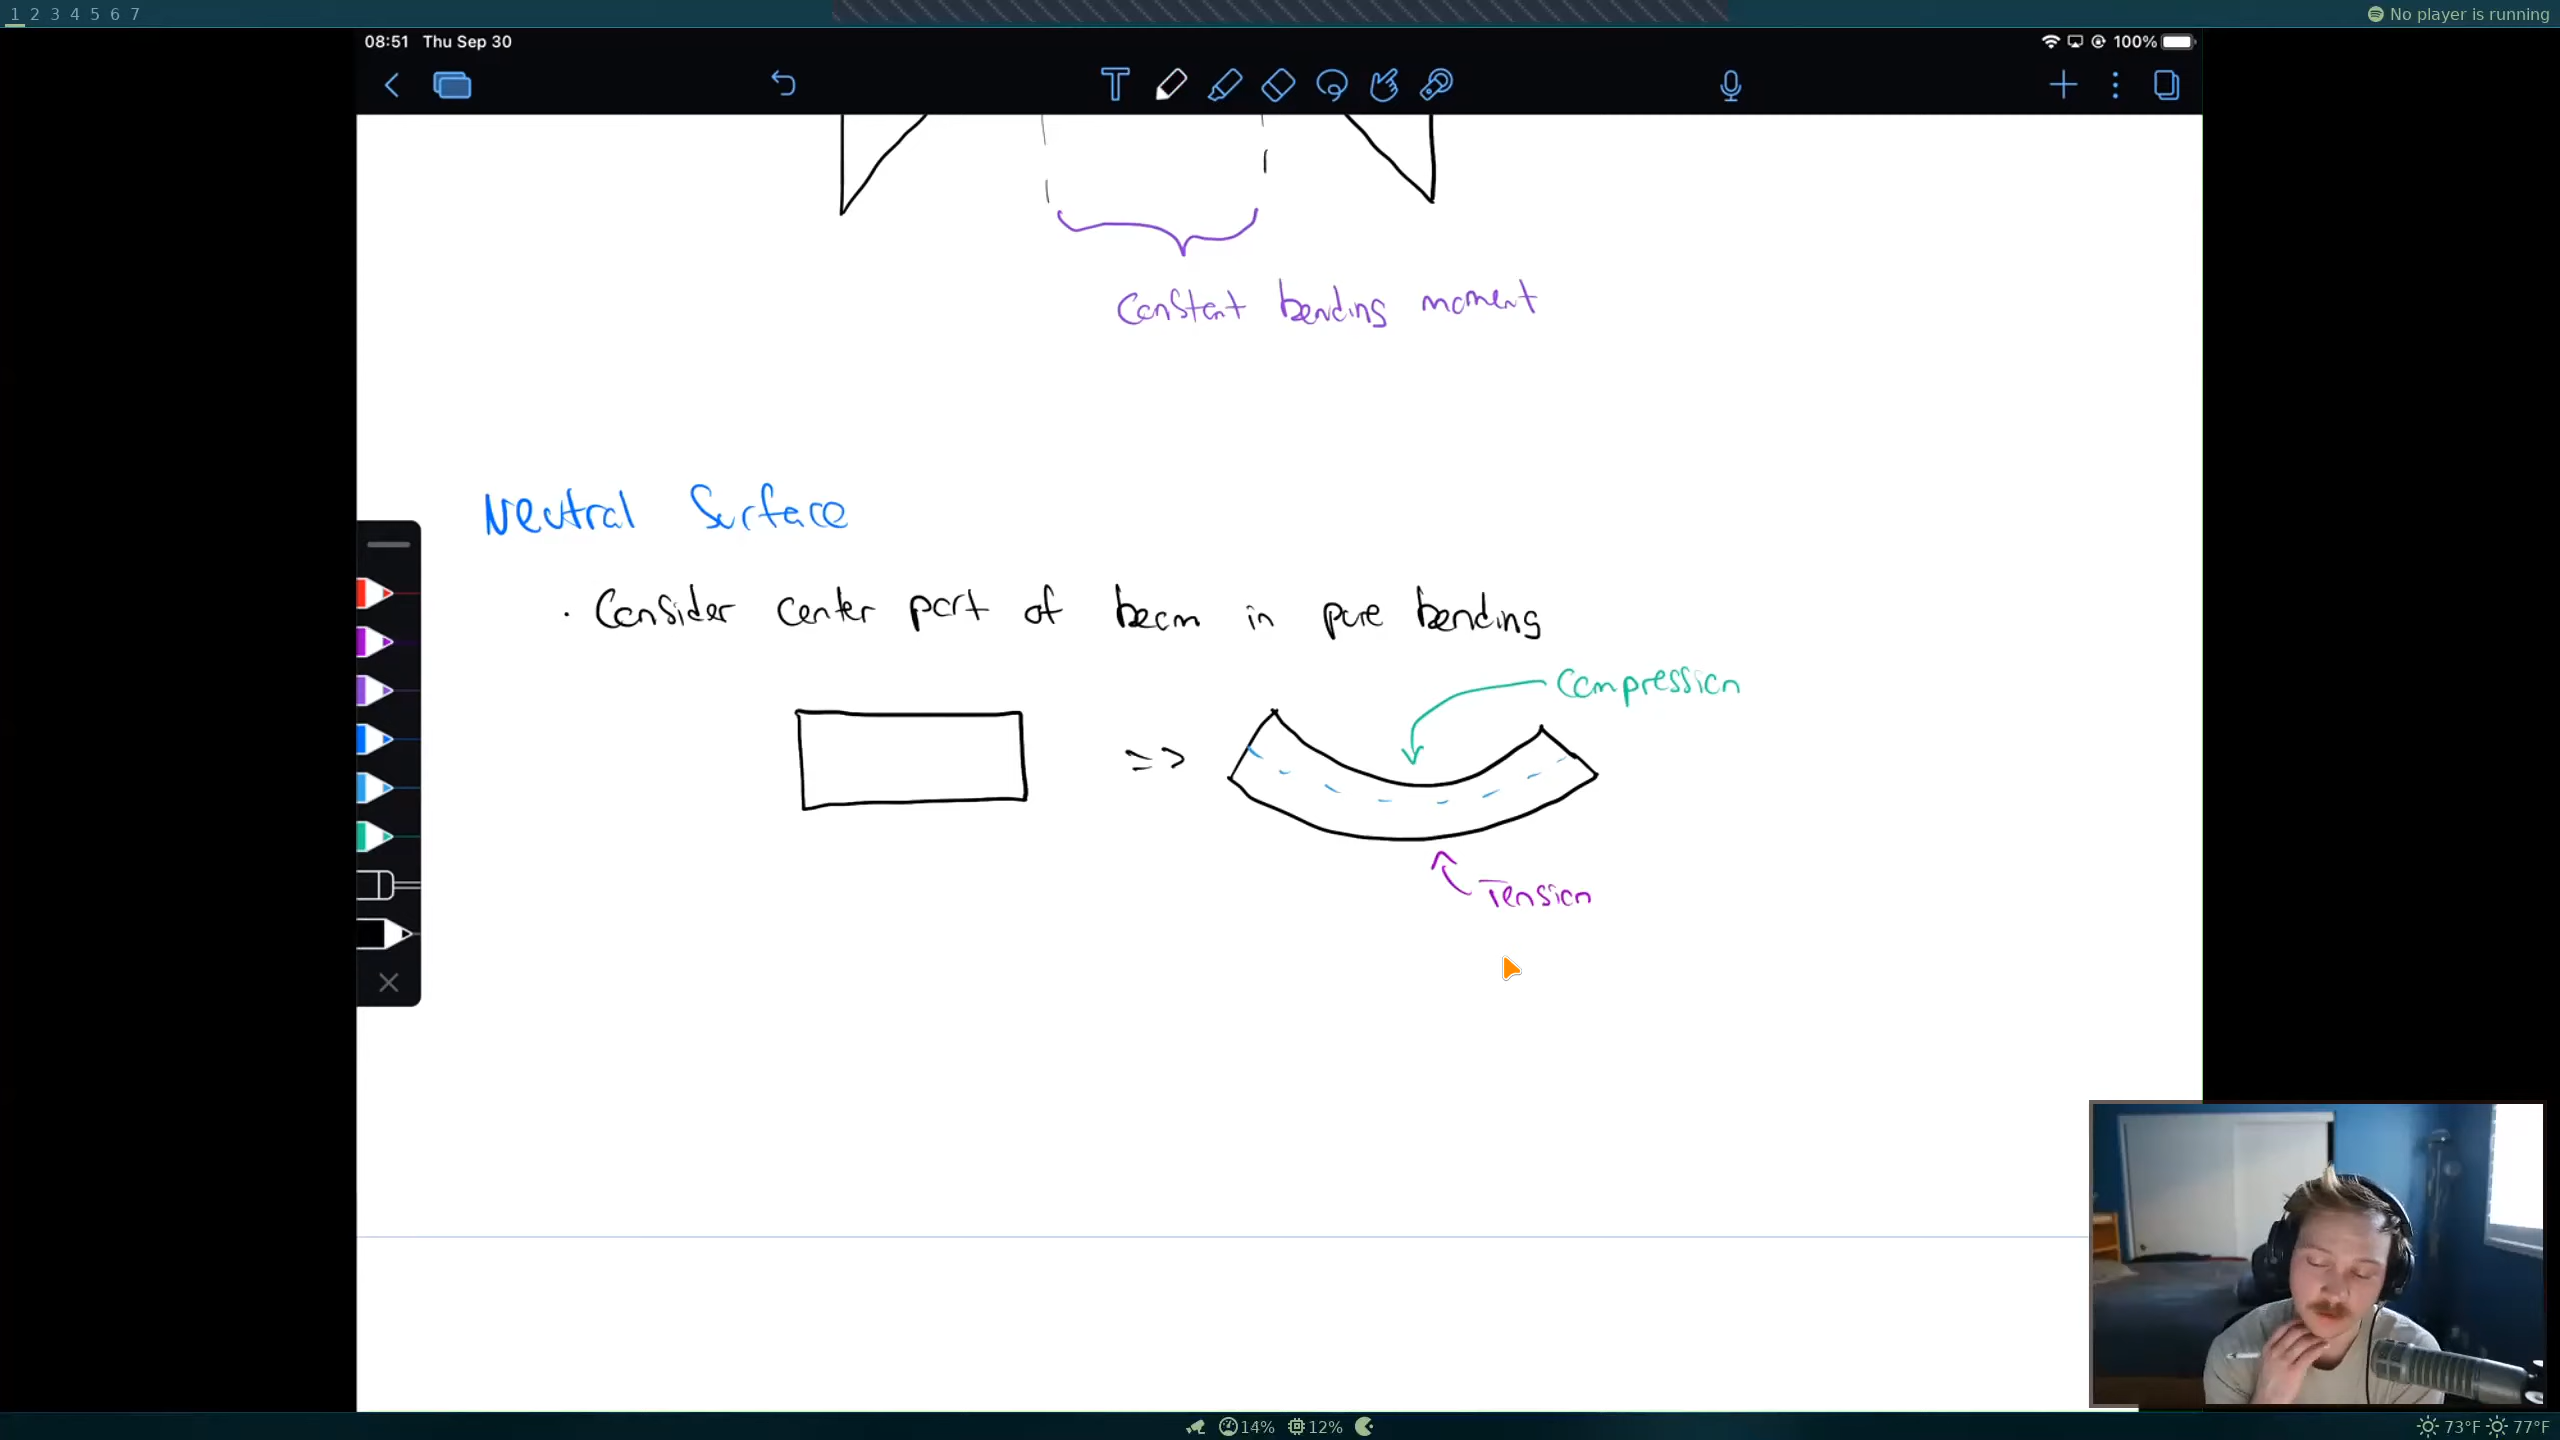 1 2 3 4 5 6 7
No player is running
08:51 Thu Sep 30
100%
T
Constant bending moment
Neutral Surface
· Consider center part of beam in pure bending
Compression
=>
Tension
14% 12%
73°F 77°F